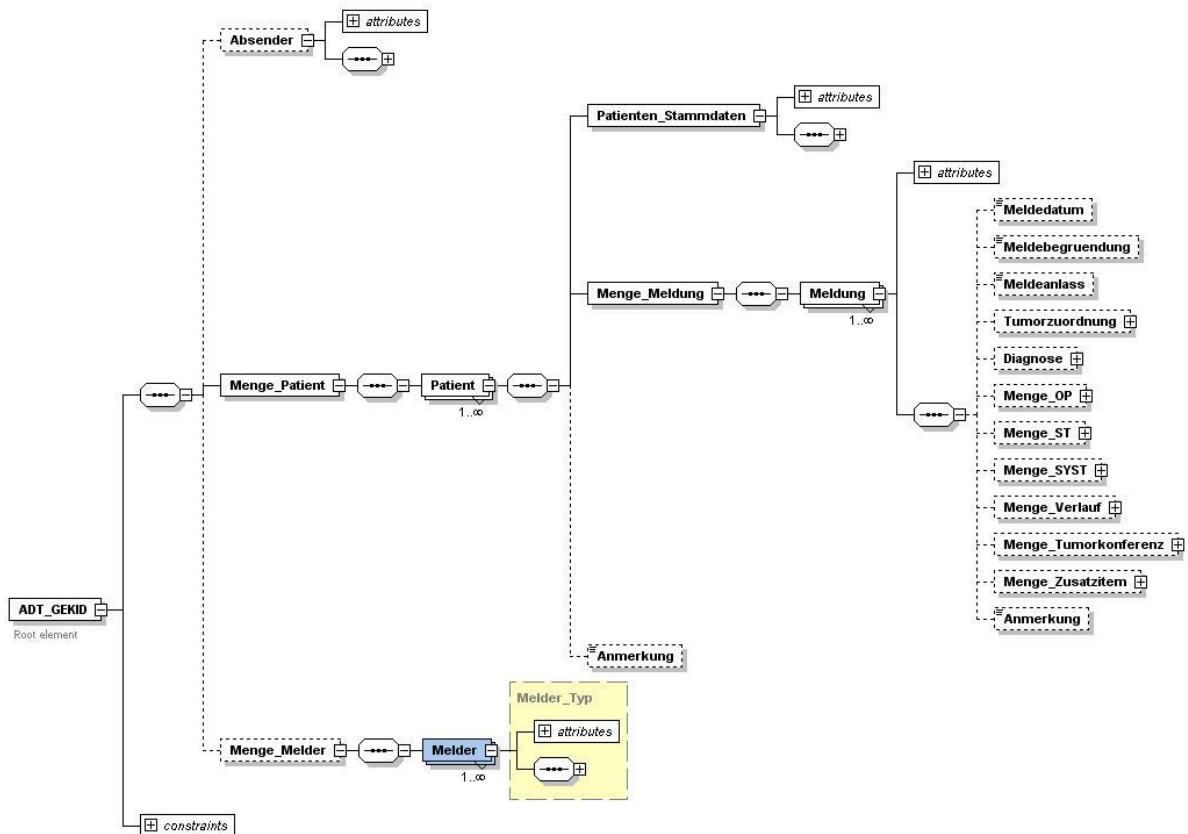 attributes
Absender
attributes
Patienten_Stammdaten
attributes
Meldedatum
Meldebegruendung
Menge_Meldung
Meldung
Meldeanlass
1..∞
Tumorzuordnung
Diagnose
Menge_Patient
Patient
Menge_OP
1..∞
Menge_ST
Menge_SYST
Menge_Verlauf
Menge_Tumorkonferenz
Menge_Zusatzitem
ADT_GEKID
Anmerkung
Root element
Anmerkung
Melder_Typ
attributes
Menge_Melder
Melder
1..∞
constraints